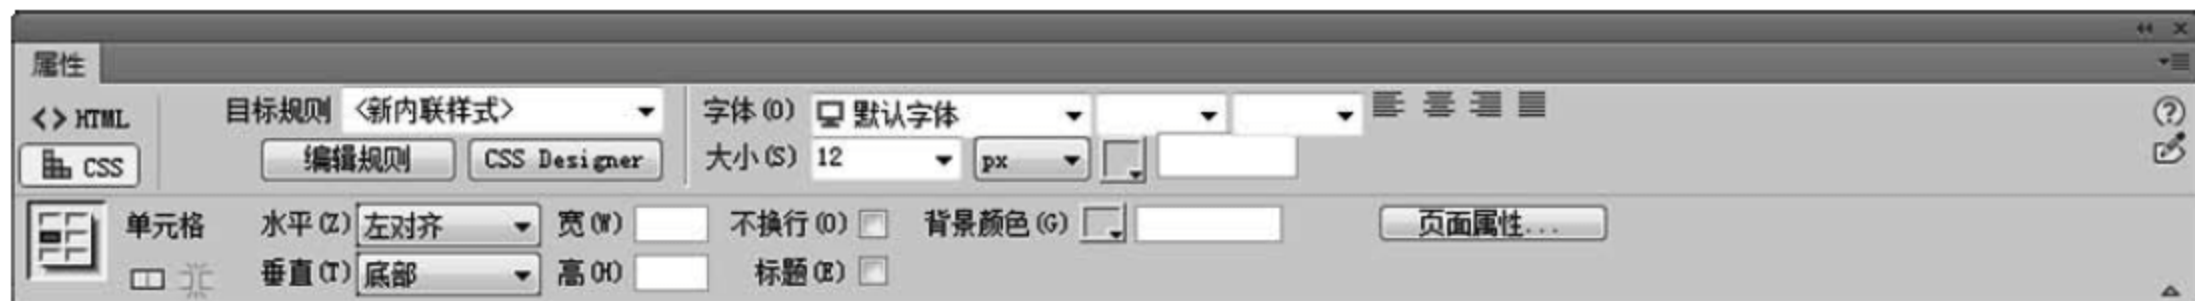 属性
<> HTML 目标规则 <新内联样式> 字体(O) 默认字体
CSS 编辑规则 CSS Designer 大小(S) 12 px
单元格 水平(Z) 左对齐 宽(W) 不换行(O) 背景颜色(G) 页面属性...
垂直(T) 底部 高(H) 标题(E)